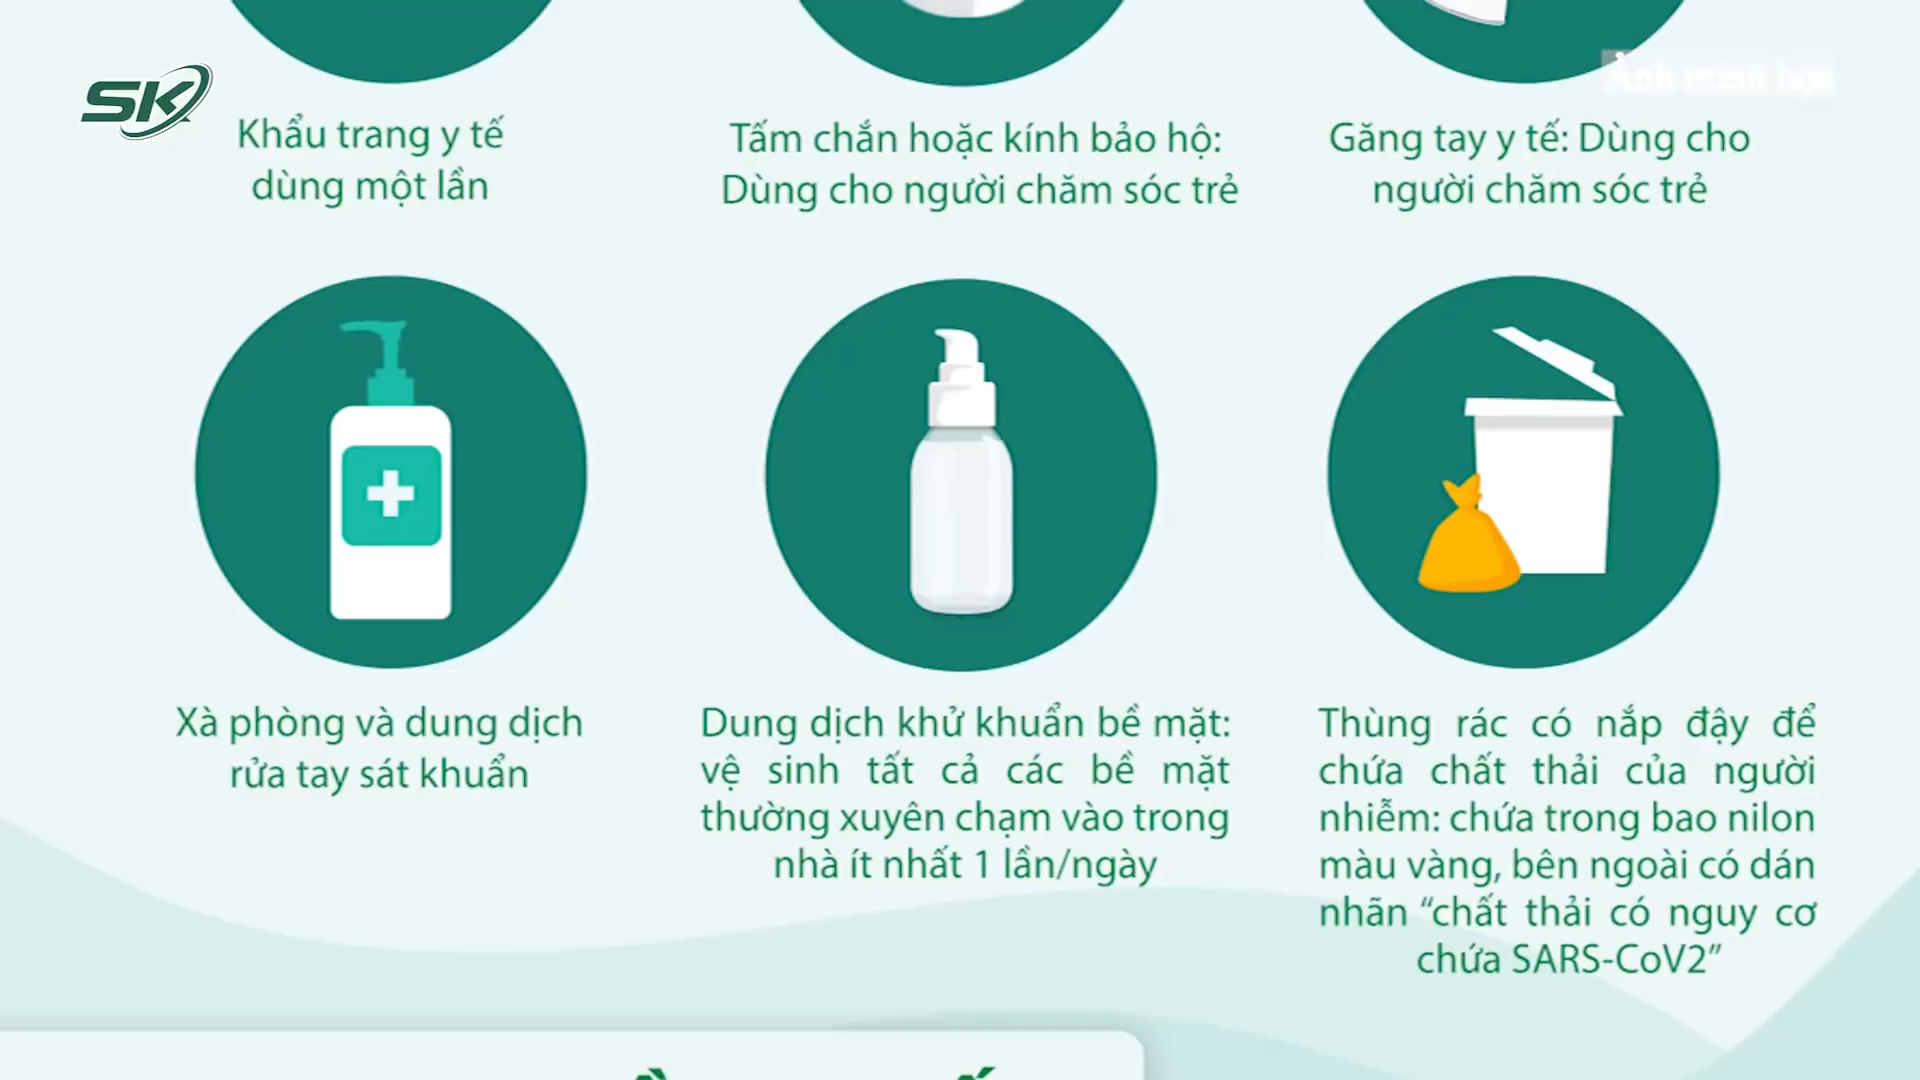 SK
Ảnh minh họa
Khẩu trang y tế
dùng một lần
Tấm chắn hoặc kính bảo hộ:
Dùng cho người chăm sóc trẻ
Găng tay y tế: Dùng cho
người chăm sóc trẻ
Xà phòng và dung dịch
rửa tay sát khuẩn
Dung dịch khử khuẩn bề mặt:
vệ sinh tất cả các bề mặt
thường xuyên chạm vào trong
nhà ít nhất 1 lần/ngày
Thùng rác có nắp đậy để
chứa chất thải của người
nhiễm: chứa trong bao nilon
màu vàng, bên ngoài có dán
nhãn “chất thải có nguy cơ
chứa SARS-CoV2”